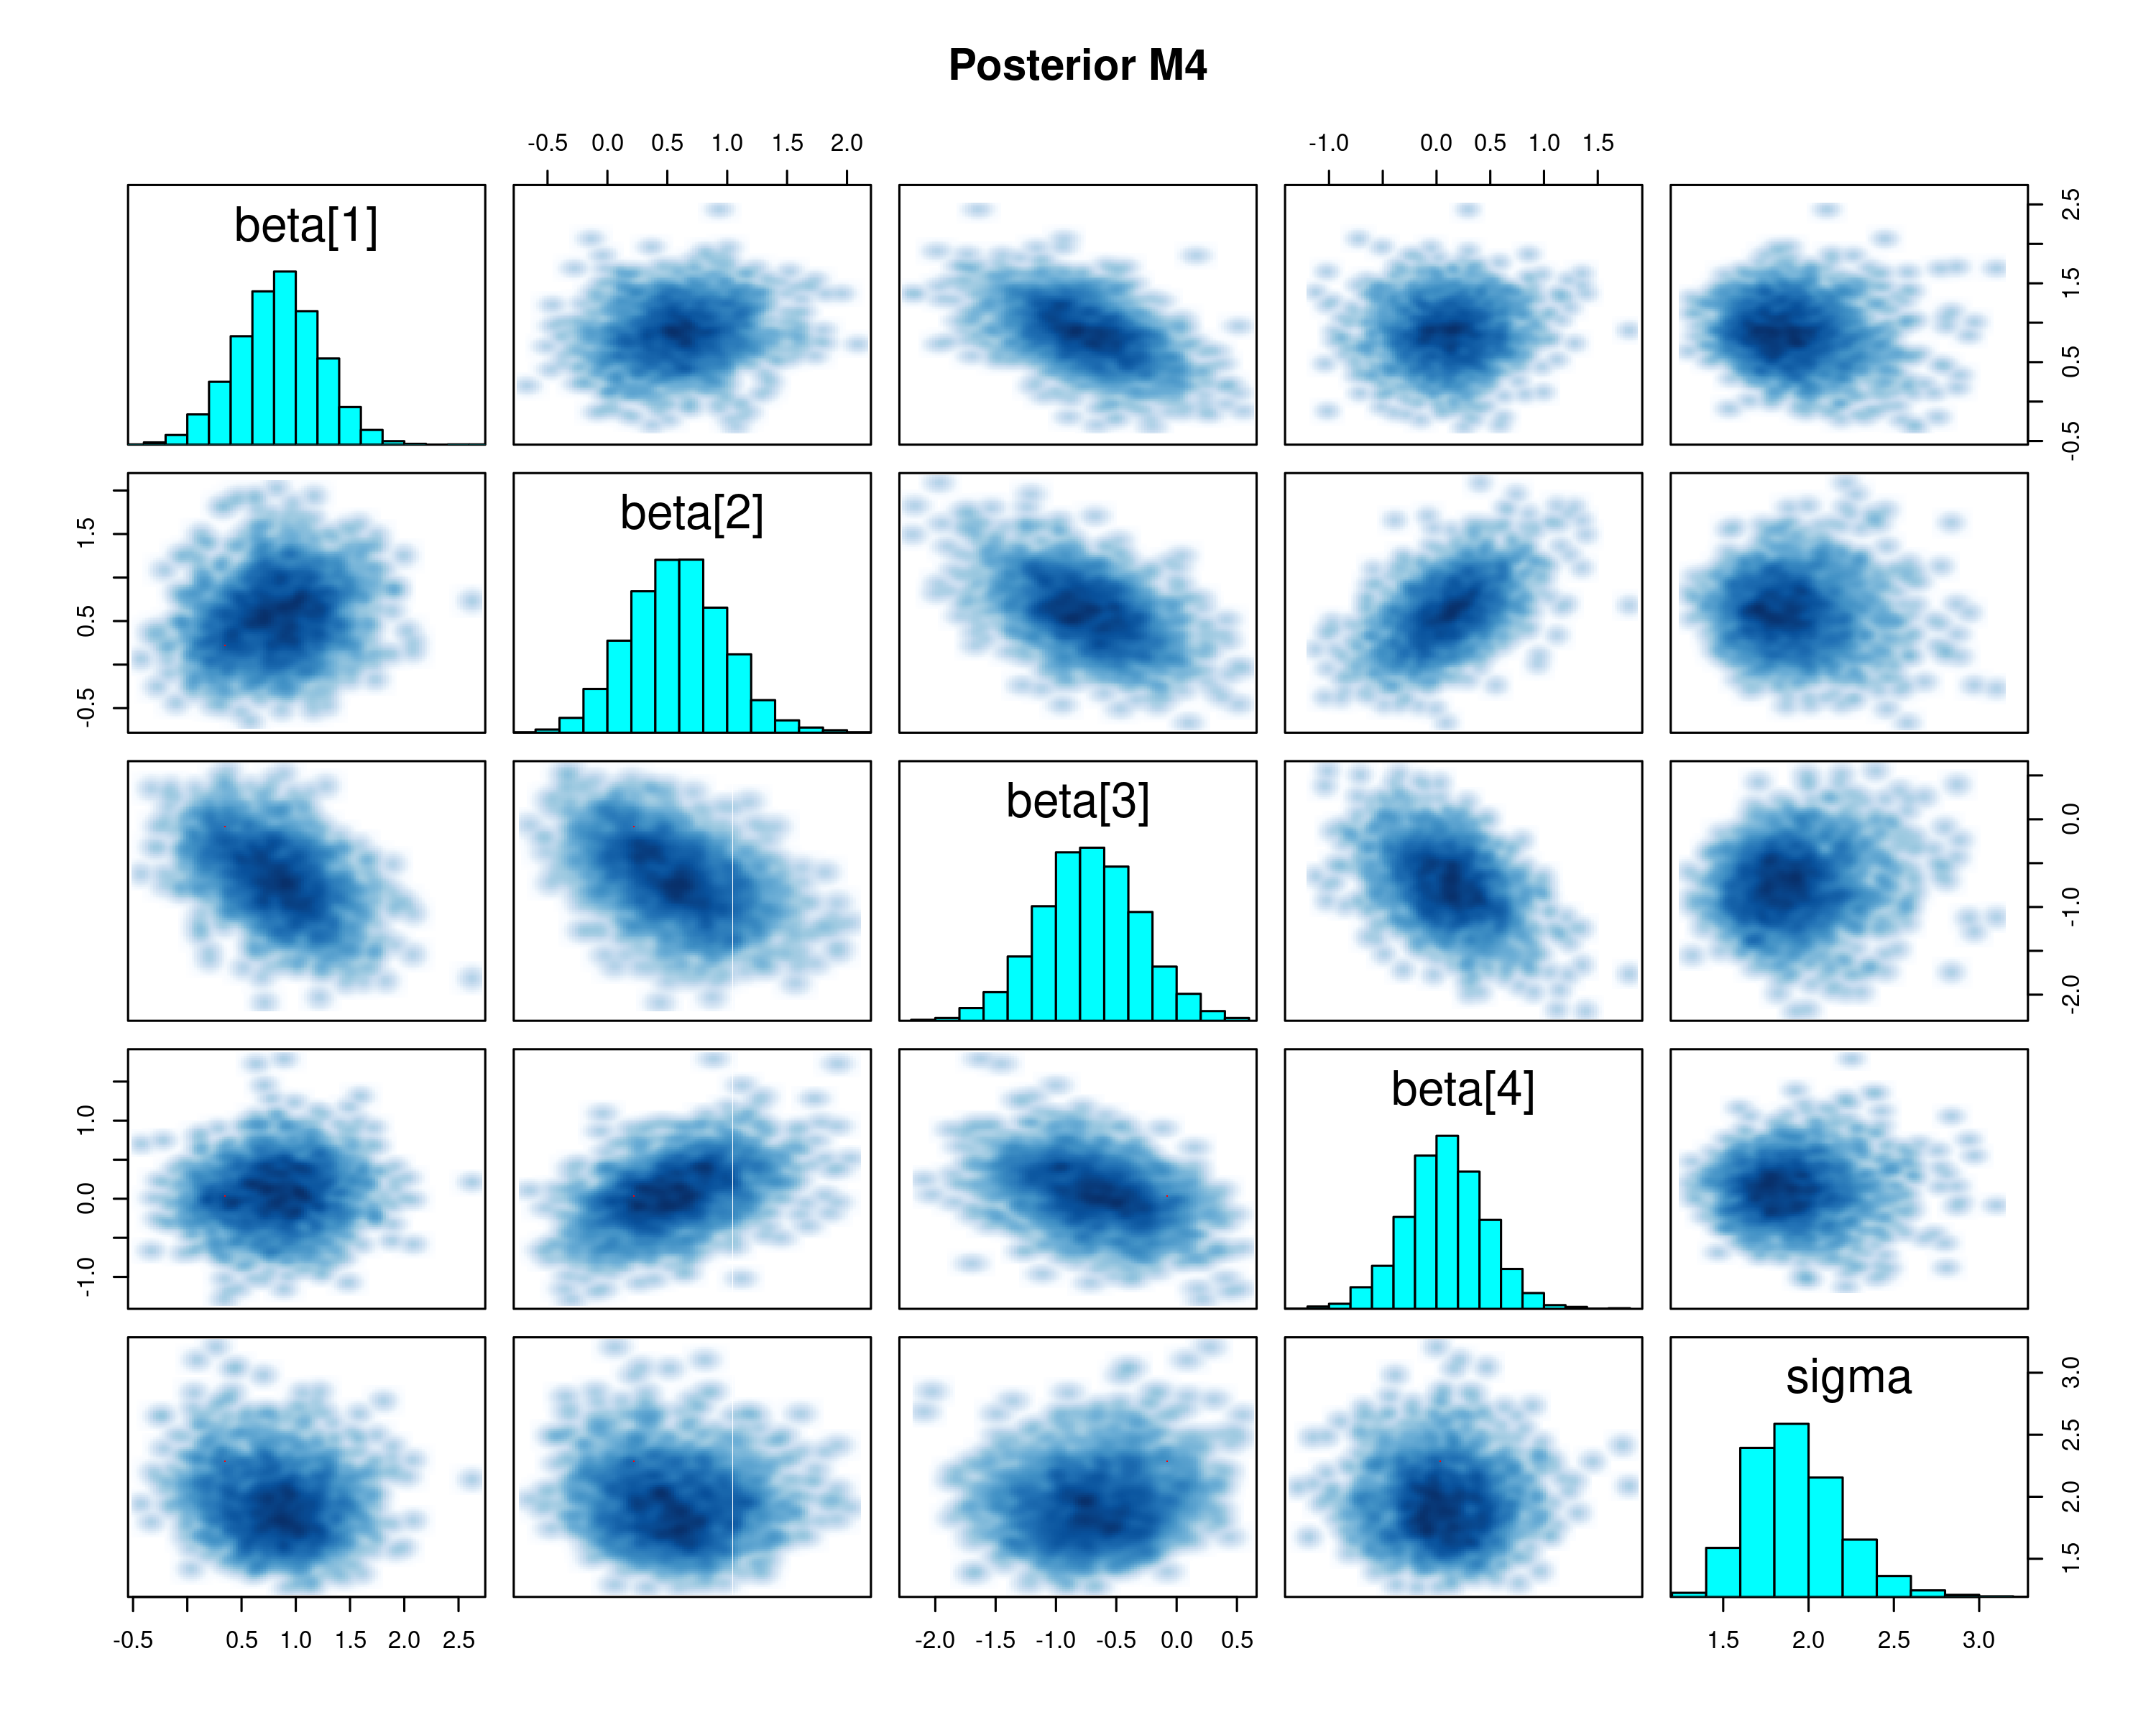 Posterior M4
-0.5 0.0 0.5 1.0 1.5 2.0
-1.0 0.0 0.5 1.0 1.5
beta[1]
-0.5 0.5 1.5 2.5
-0.5 0.5 1.5
beta[2]
beta[3]
-2.0 -1.0 0.0
-1.0 0.0 1.0
beta[4]
sigma
1.5 2.0 2.5 3.0
-0.5 0.5 1.0 1.5 2.0 2.5
-2.0 -1.5 -1.0 -0.5 0.0 0.5
1.5 2.0 2.5 3.0